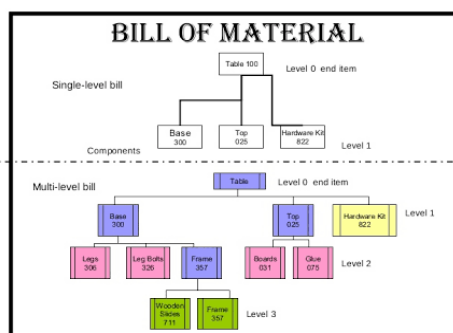 BILL OF MATERIAL
Table 100
Level 0 end item
Single-level bill
Base
300
Top
025
Hardware Kit
822
Level 1
Components
Multi-level bill
Table
Level 0 end item
Base
300
Top
025
Hardware Kit
822
Level 1
Legs
306
Leg Bolts
326
Frame
357
Boards
031
Glue
075
Level 2
Wooden
Slides
711
Frame
357
Level 3